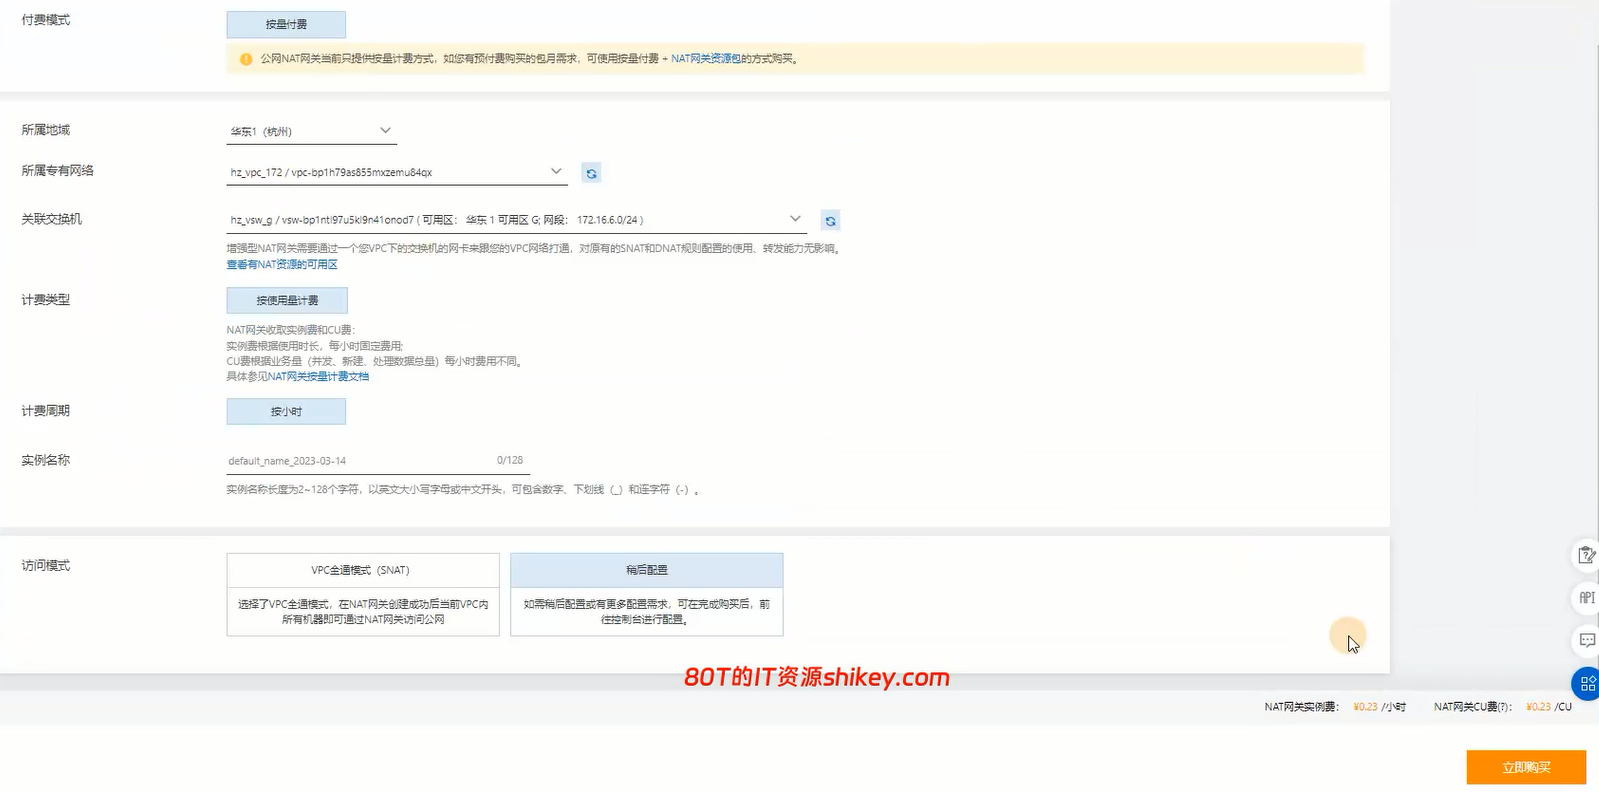 付费模式
按量付费
公网NAT网关当前只提供按量计费方式，如您有预付费购买的包月需求，可使用按量付费 + NAT网关资源包的方式购买。
所属地域
华东1（杭州）
所属专有网络
hz_vpc_172 / vpc-bp1h79as855mxzemu84qx
关联交换机
hz_vsw_g / vsw-bp1ntl97u5kl9n41onod7 ( 可用区： 华东 1 可用区 G; 网段： 172.16.6.0/24 )
增强型NAT网关需要通过一个您VPC下的交换机的网卡来跟您的VPC网络打通，对原有的SNAT和DNAT规则配置的使用、转发能力无影响。
查看有NAT资源的可用区
计费类型
按使用量计费
NAT网关收取实例费和CU费：
实例费根据使用时长，每小时固定费用;
CU费根据业务量（并发、新建、处理数据总量）每小时费用不同。
具体参见NAT网关按量计费文档
计费周期
按小时
实例名称
default_name_2023-03-14 0/128
实例名称长度为2~128个字符，以英文大小写字母或中文开头，可包含数字、下划线（_）和连字符（-）。
访问模式
VPC全通模式（SNAT）
选择了VPC全通模式，在NAT网关创建成功后当前VPC内
所有机器即可通过NAT网关访问公网
稍后配置
如需稍后配置或有更多配置需求，可在完成购买后，前
往控制台进行配置。
API
80T的IT资源shikey.com
NAT网关实例费： ¥0.23 /小时 NAT网关CU费(?)： ¥0.23 /CU
立即购买